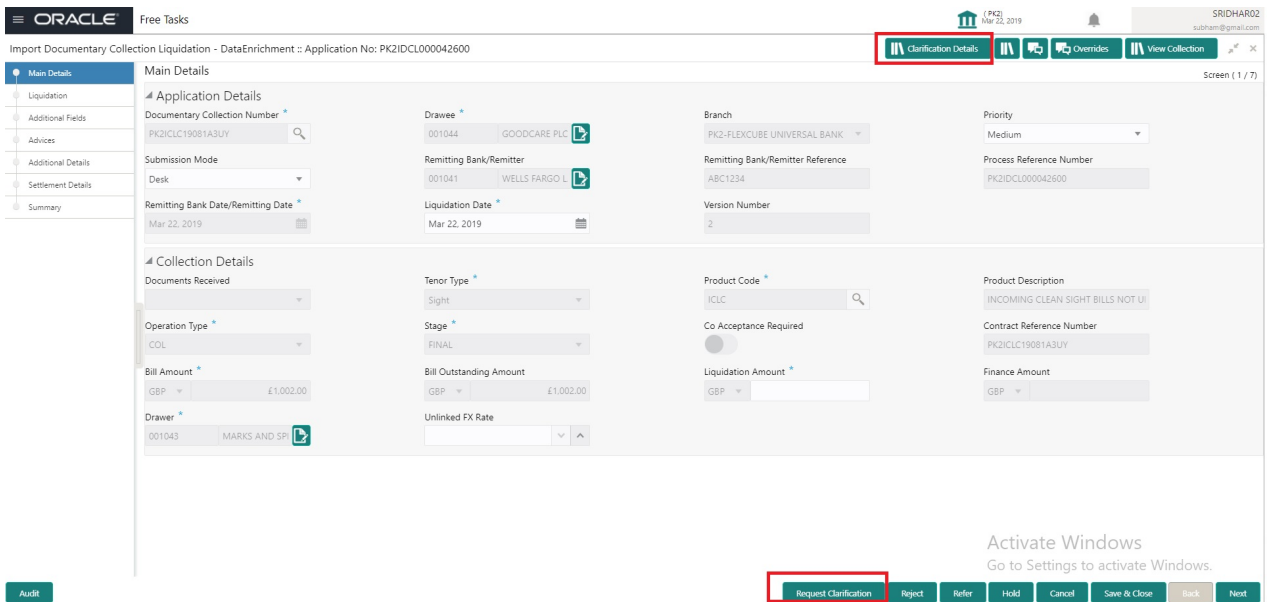 ORACLE Free Tasks ( PK2) SRIDHAR02
Mar 22, 2019 subham@gmail.com
Import Documentary Collection Liquidation - DataEnrichment :: Application No: PK2IDCL000042600 Clarification Details Overrides View Collection
Main Details Main Details Screen ( 1 / 7)
Liquidation Application Details
Additional Fields Documentary Collection Number * Drawee * Branch Priority
Advices PK2ICLC19081A3UY 001044 GOODCARE PLC PK2-FLEXCUBE UNIVERSAL BANK Medium
Additional Details Submission Mode Remitting Bank/Remitter Remitting Bank/Remitter Reference Process Reference Number
Settlement Details Desk 001041 WELLS FARGO L ABC1234 PK2IDCL000042600
Summary Remitting Bank Date/Remitting Date * Liquidation Date * Version Number
Mar 22, 2019 Mar 22, 2019 2
Collection Details
Documents Received Tenor Type * Product Code * Product Description
Sight ICLC INCOMING CLEAN SIGHT BILLS NOT UI
Operation Type * Stage * Co Acceptance Required Contract Reference Number
COL FINAL PK2ICLC19081A3UY
Bill Amount * Bill Outstanding Amount Liquidation Amount * Finance Amount
GBP £1,002.00 GBP £1,002.00 GBP GBP
Drawer * Unlinked FX Rate
001043 MARKS AND SPI
Activate Windows
Go to Settings to activate Windows.
Audit Request Clarification Reject Refer Hold Cancel Save & Close Back Next